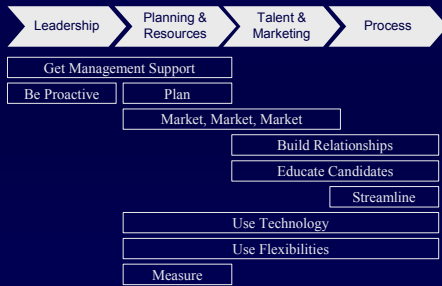 Leadership
Planning &
Resources
Talent &
Marketing
Process
Get Management Support
Be Proactive
Plan
Market, Market, Market
Build Relationships
Educate Candidates
Streamline
Use Technology
Use Flexibilities
Measure